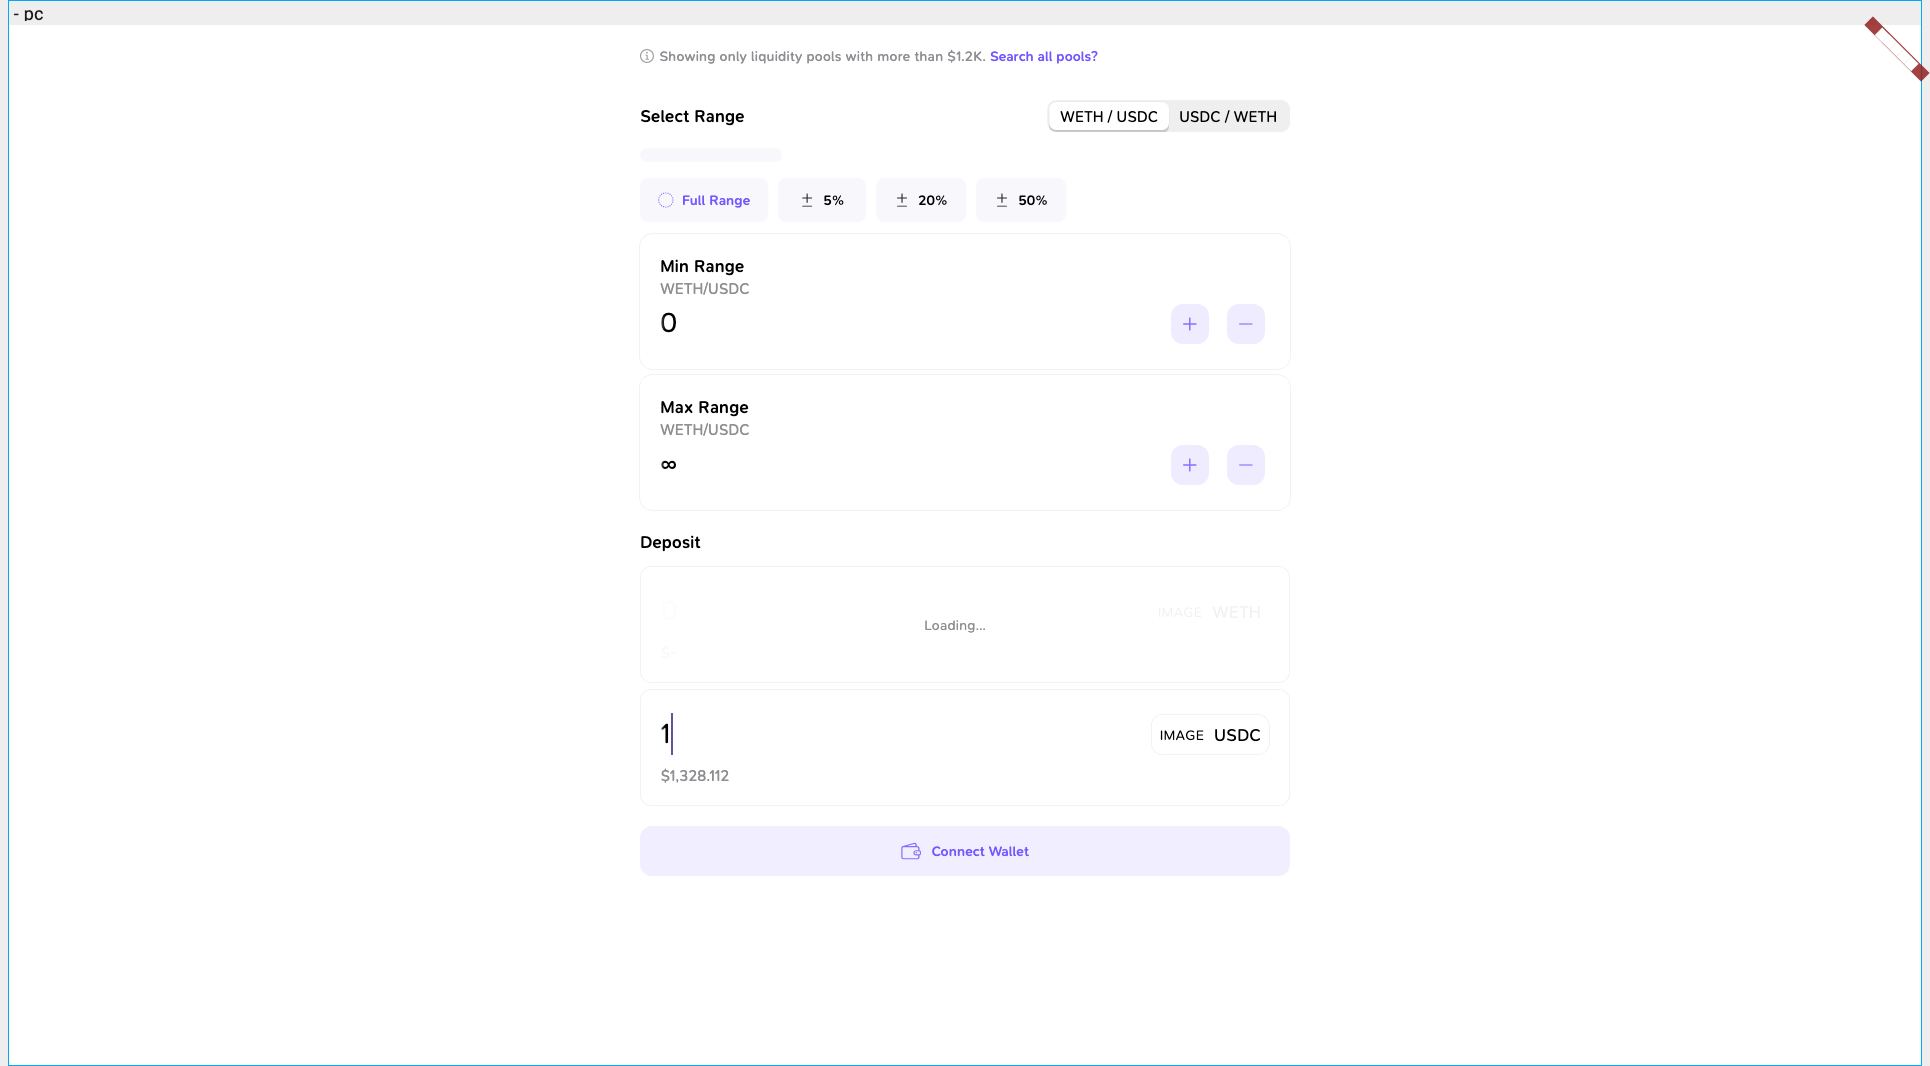 - pc
Showing only liquidity pools with more than $1.2K. Search all pools?
Select Range
WETH / USDC USDC / WETH
Full Range ± 5% ± 20% ± 50%
Min Range
WETH/USDC
0
+ −
Max Range
WETH/USDC
∞
+ −
Deposit
0 IMAGE WETH
Loading...
$-
1 IMAGE USDC
$1,328.112
Connect Wallet